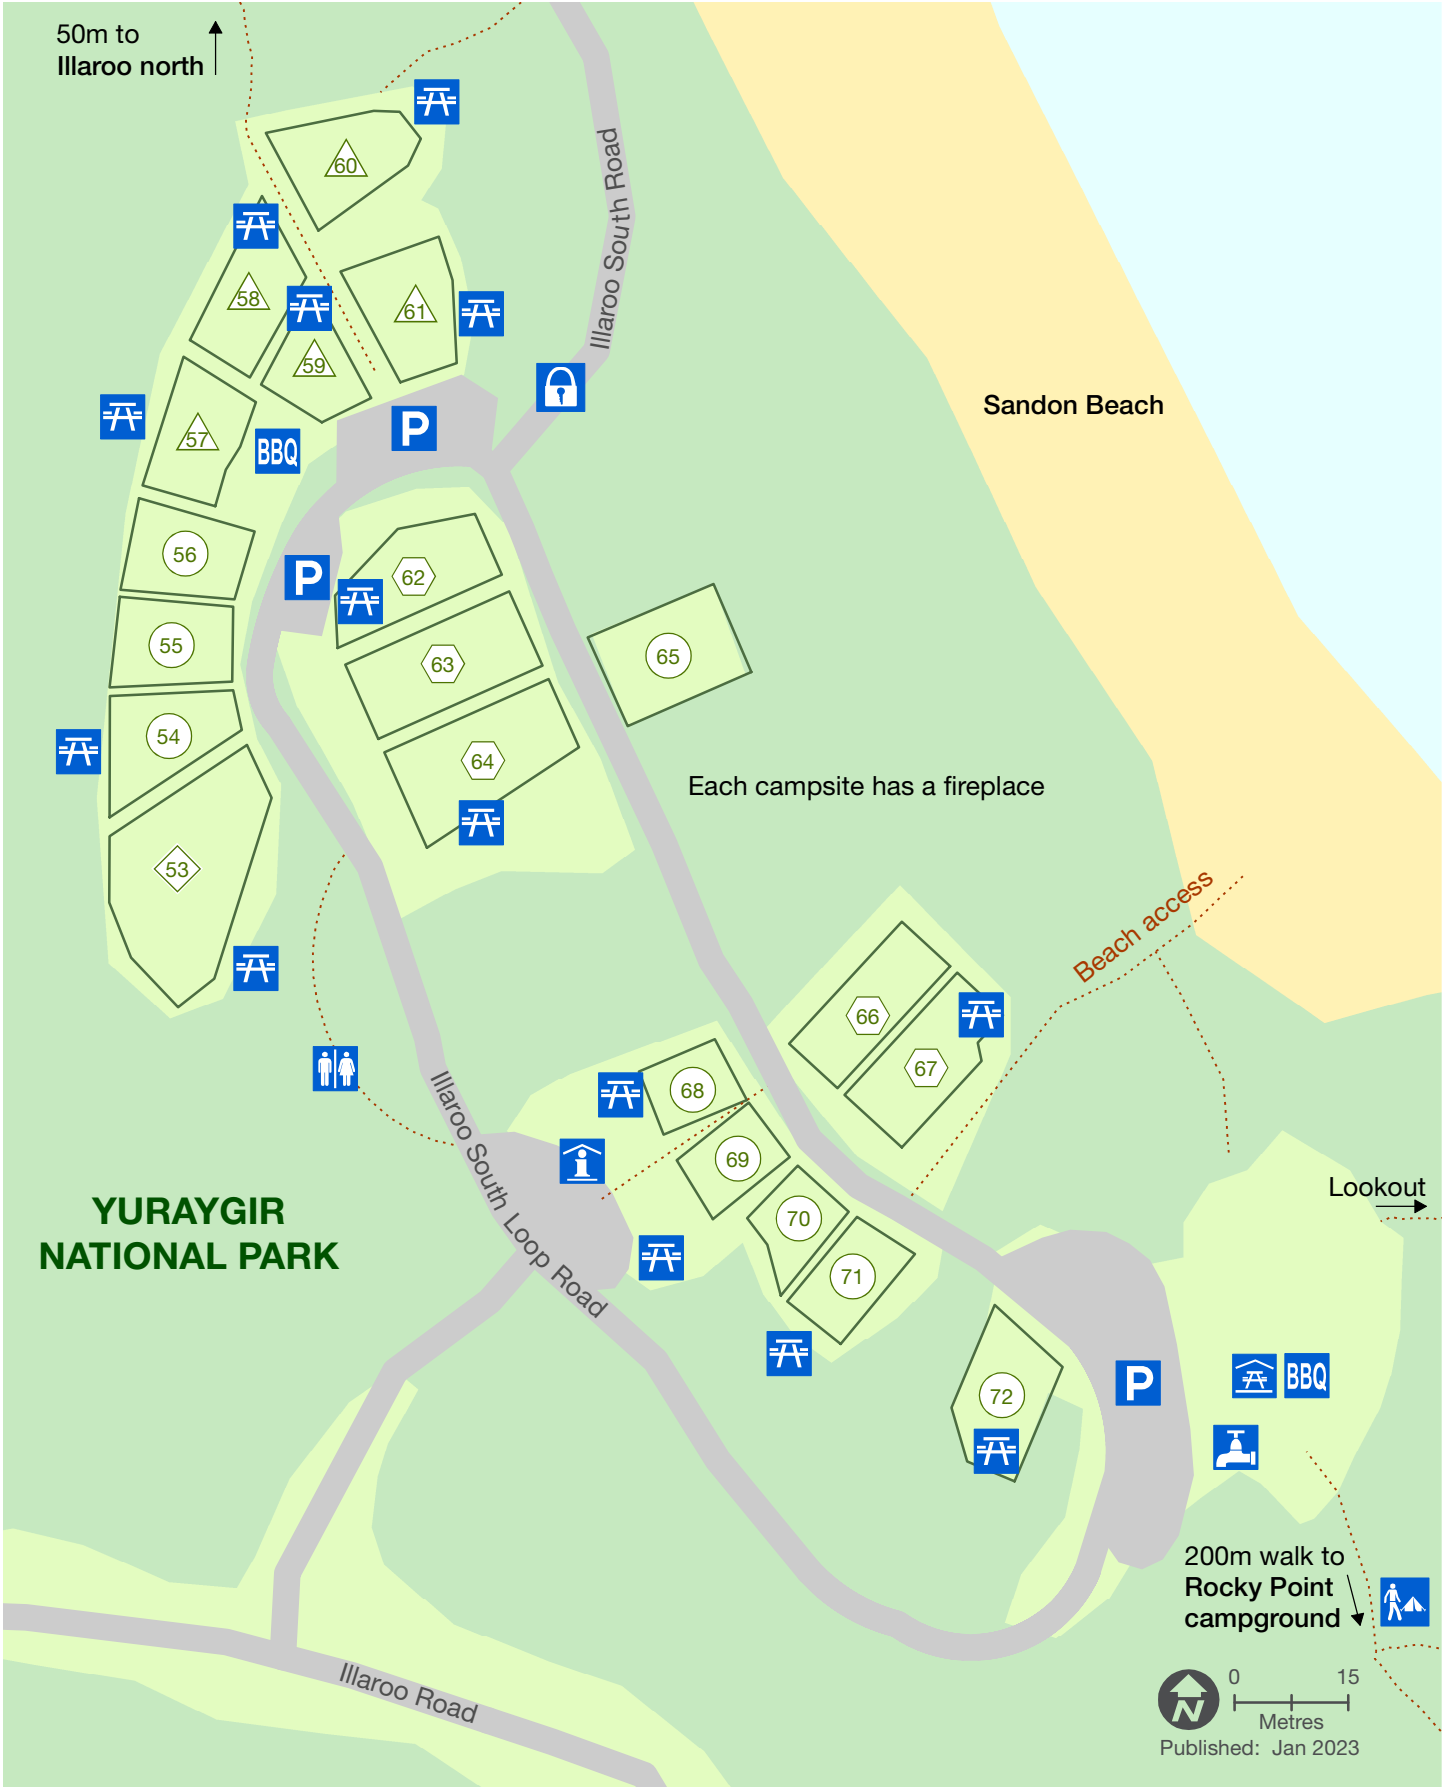 50m to
Illaroo north
60
58
61
59
57
BBQ
P
Illaroo South Road
Sandon Beach
56
P
62
55
63
65
54
64
Each campsite has a fireplace
53
Beach access
66
67
68
69
70
71
Illaroo South Loop Road
YURAYGIR
NATIONAL PARK
Lookout
72
P
BBQ
200m walk to
Rocky Point
campground
Illaroo Road
N
0 15
Metres
Published: Jan 2023